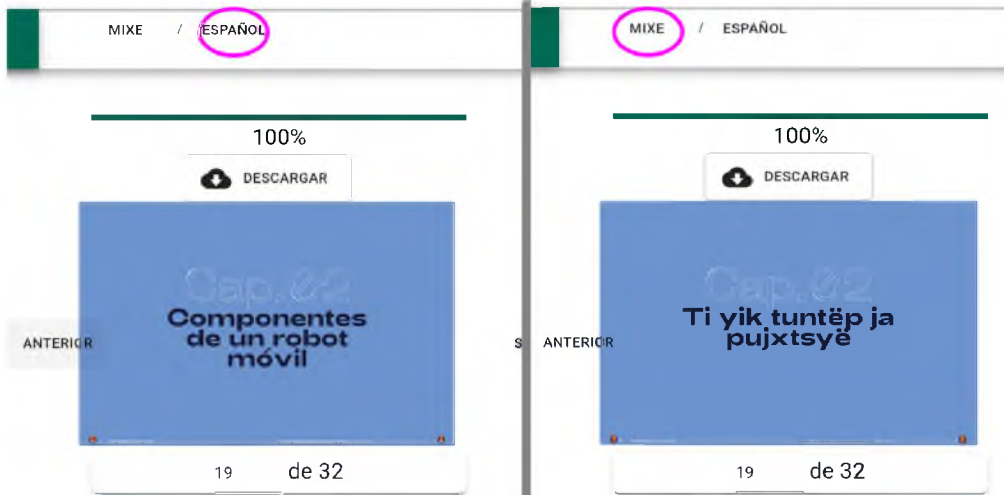 MIXE / ESPAÑOL
100%
DESCARGAR
Cap.02
Componentes
de un robot
móvil
ANTERIOR
S
19 de 32
MIXE / ESPAÑOL
100%
DESCARGAR
Cap.02
Ti yik tuntëp ja
pujxtsyë
ANTERIOR
19 de 32